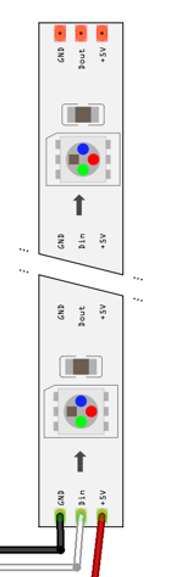 GND Dout +5V
GND Din +5V
GND Dout +5V
GND Din +5V